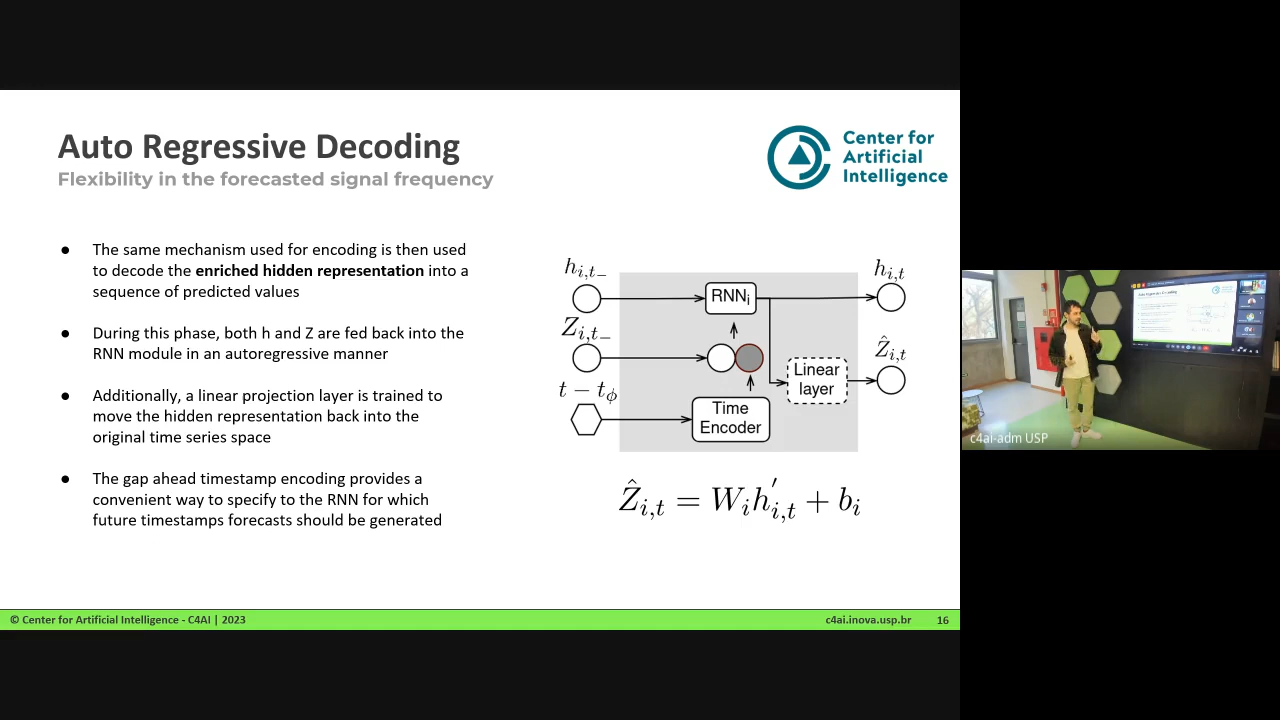 Auto Regressive Decoding
Flexibility in the forecasted signal frequency
Center for
Artificial
Intelligence
● The same mechanism used for encoding is then used
to decode the enriched hidden representation into a
sequence of predicted values
● During this phase, both h and Z are fed back into the
RNN module in an autoregressive manner
● Additionally, a linear projection layer is trained to
move the hidden representation back into the
original time series space
● The gap ahead timestamp encoding provides a
convenient way to specify to the RNN for which
future timestamps forecasts should be generated
h_{i,t−}
RNN_i
h_{i,t}
Z_{i,t−}
Ẑ_{i,t}
t − t_ϕ
Linear
layer
Time
Encoder
Ẑ_{i,t} = W_i h'_{i,t} + b_i
© Center for Artificial Intelligence - C4AI | 2023
c4ai.inova.usp.br 16
c4ai-adm USP